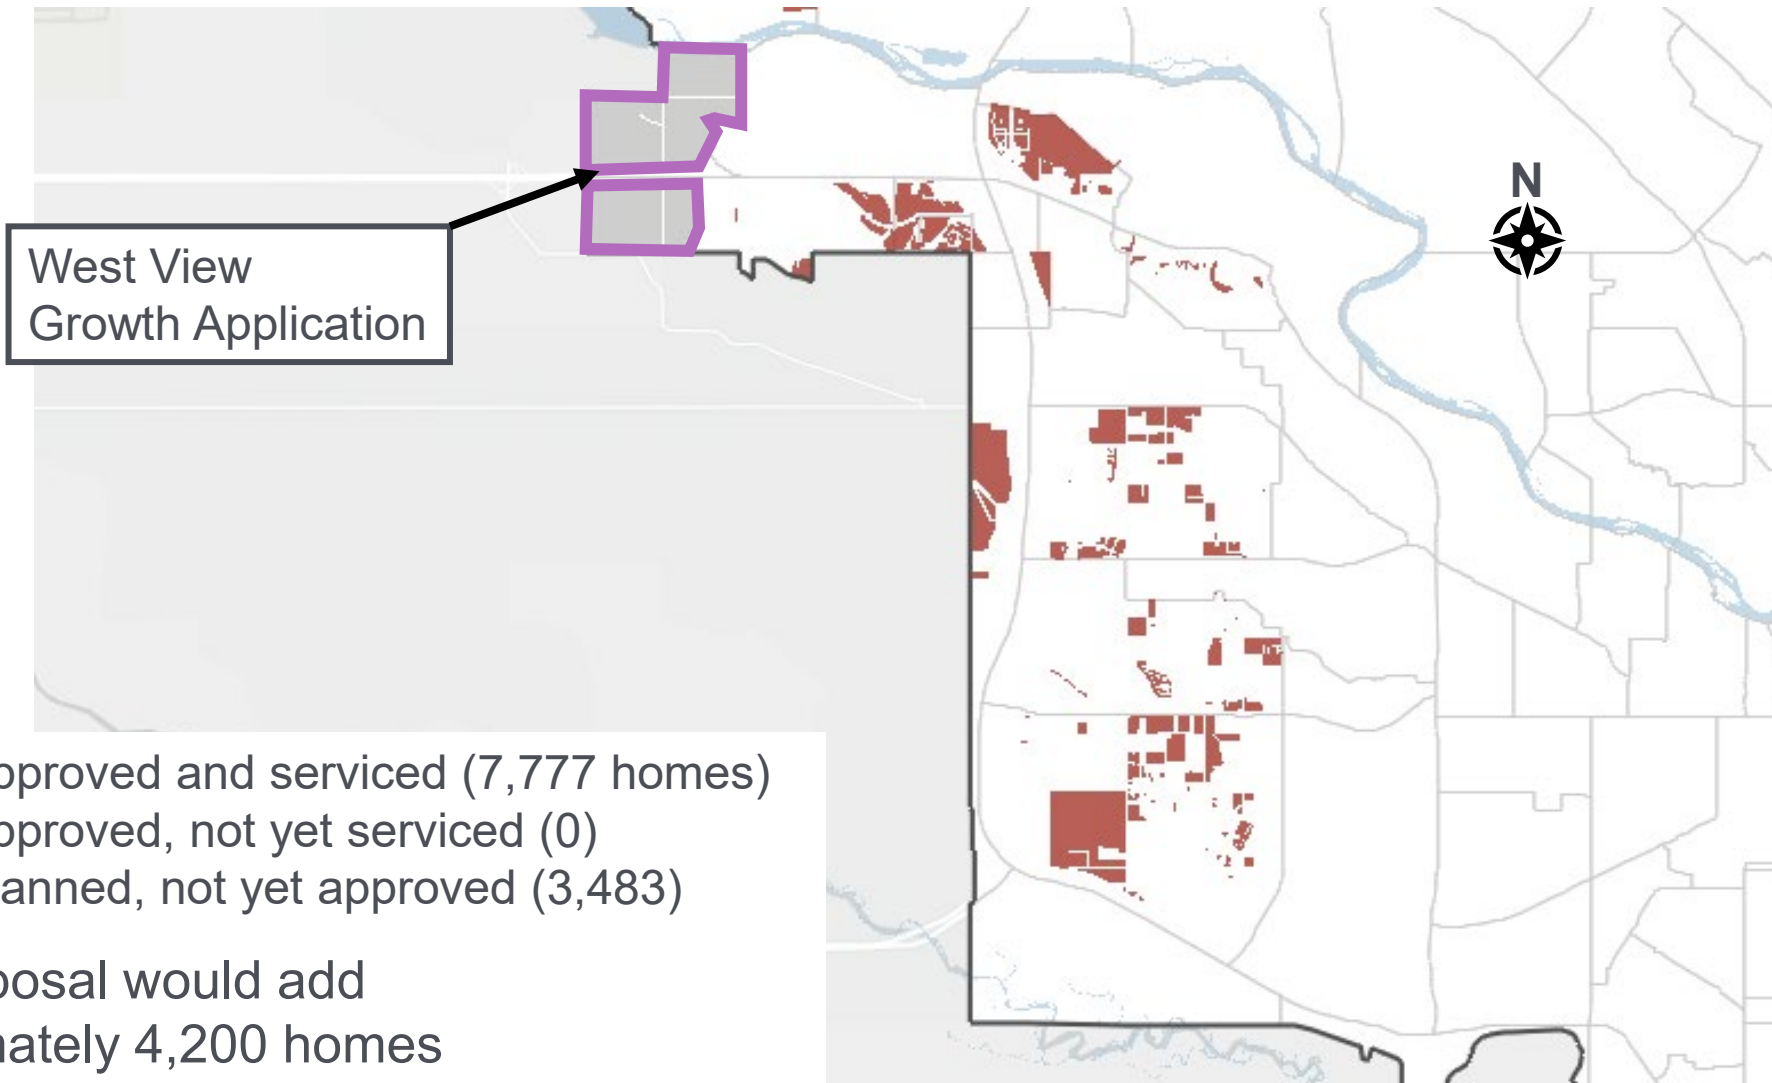 N
West View
Growth Application
pproved and serviced (7,777 homes)
pproved, not yet serviced (0)
anned, not yet approved (3,483)
posal would add
nately 4,200 homes